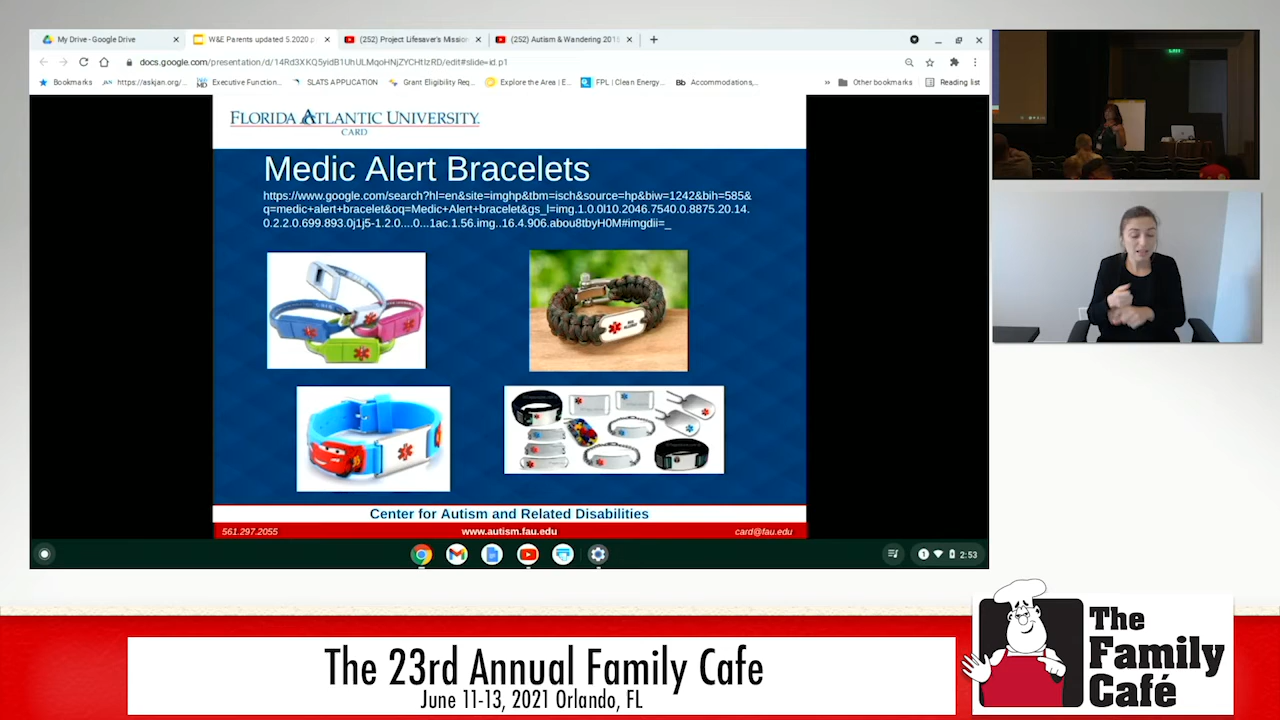 My Drive - Google Drive
W&E Parents updated 5.2020 p
(252) Project Lifesaver's Mission
(252) Autism & Wandering 201
docs.google.com/presentation/d/14Rd3XKQ5yidB1UhULMqoHNjZYCHtIzRD/edit#slide=id.p1
Bookmarks
https://askjan.org/...
Executive Function...
SLATS APPLICATION
Grant Eligibility Req...
Explore the Area | E...
FPL | Clean Energy...
Bb Accommodations,...
Other bookmarks
Reading list
FLORIDA ATLANTIC UNIVERSITY.
CARD
Medic Alert Bracelets
https://www.google.com/search?hl=en&site=imghp&tbm=isch&source=hp&biw=1242&bih=585&
q=medic+alert+bracelet&oq=Medic+Alert+bracelet&gs_l=img.1.0.0l10.2046.7540.0.8875.20.14.
0.2.2.0.699.893.0j1j5-1.2.0....0...1ac.1.56.img..16.4.906.abou8tbyH0M#imgdii=_
Center for Autism and Related Disabilities
561.297.2055
www.autism.fau.edu
card@fau.edu
2:53
The 23rd Annual Family Cafe
June 11-13, 2021 Orlando, FL
The
Family
Café